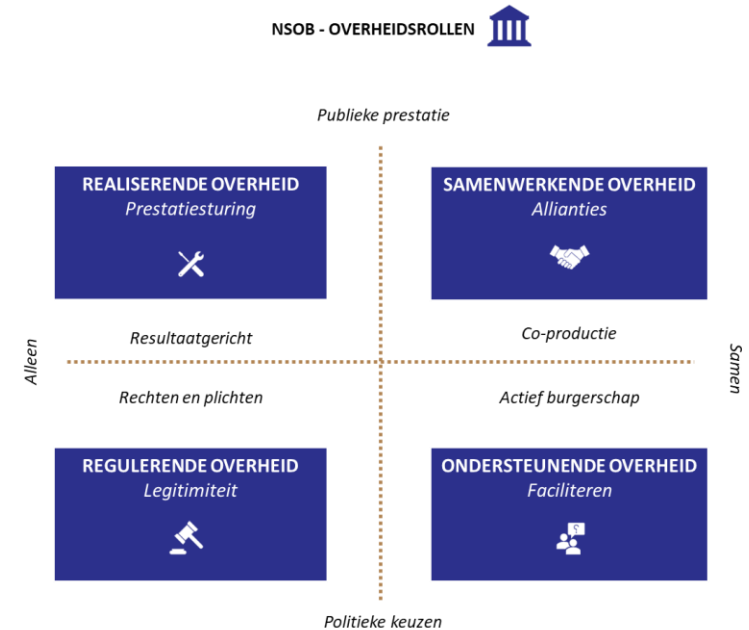 NSOB - OVERHEIDSROLLEN
Publieke prestatie
REALISERENDE OVERHEID
Prestatiesturing
SAMENWERKENDE OVERHEID
Allianties
Resultaatgericht
Co-productie
Alleen
Samen
Rechten en plichten
Actief burgerschap
REGULERENDE OVERHEID
Legitimiteit
ONDERSTEUNENDE OVERHEID
Faciliteren
?
Politieke keuzen